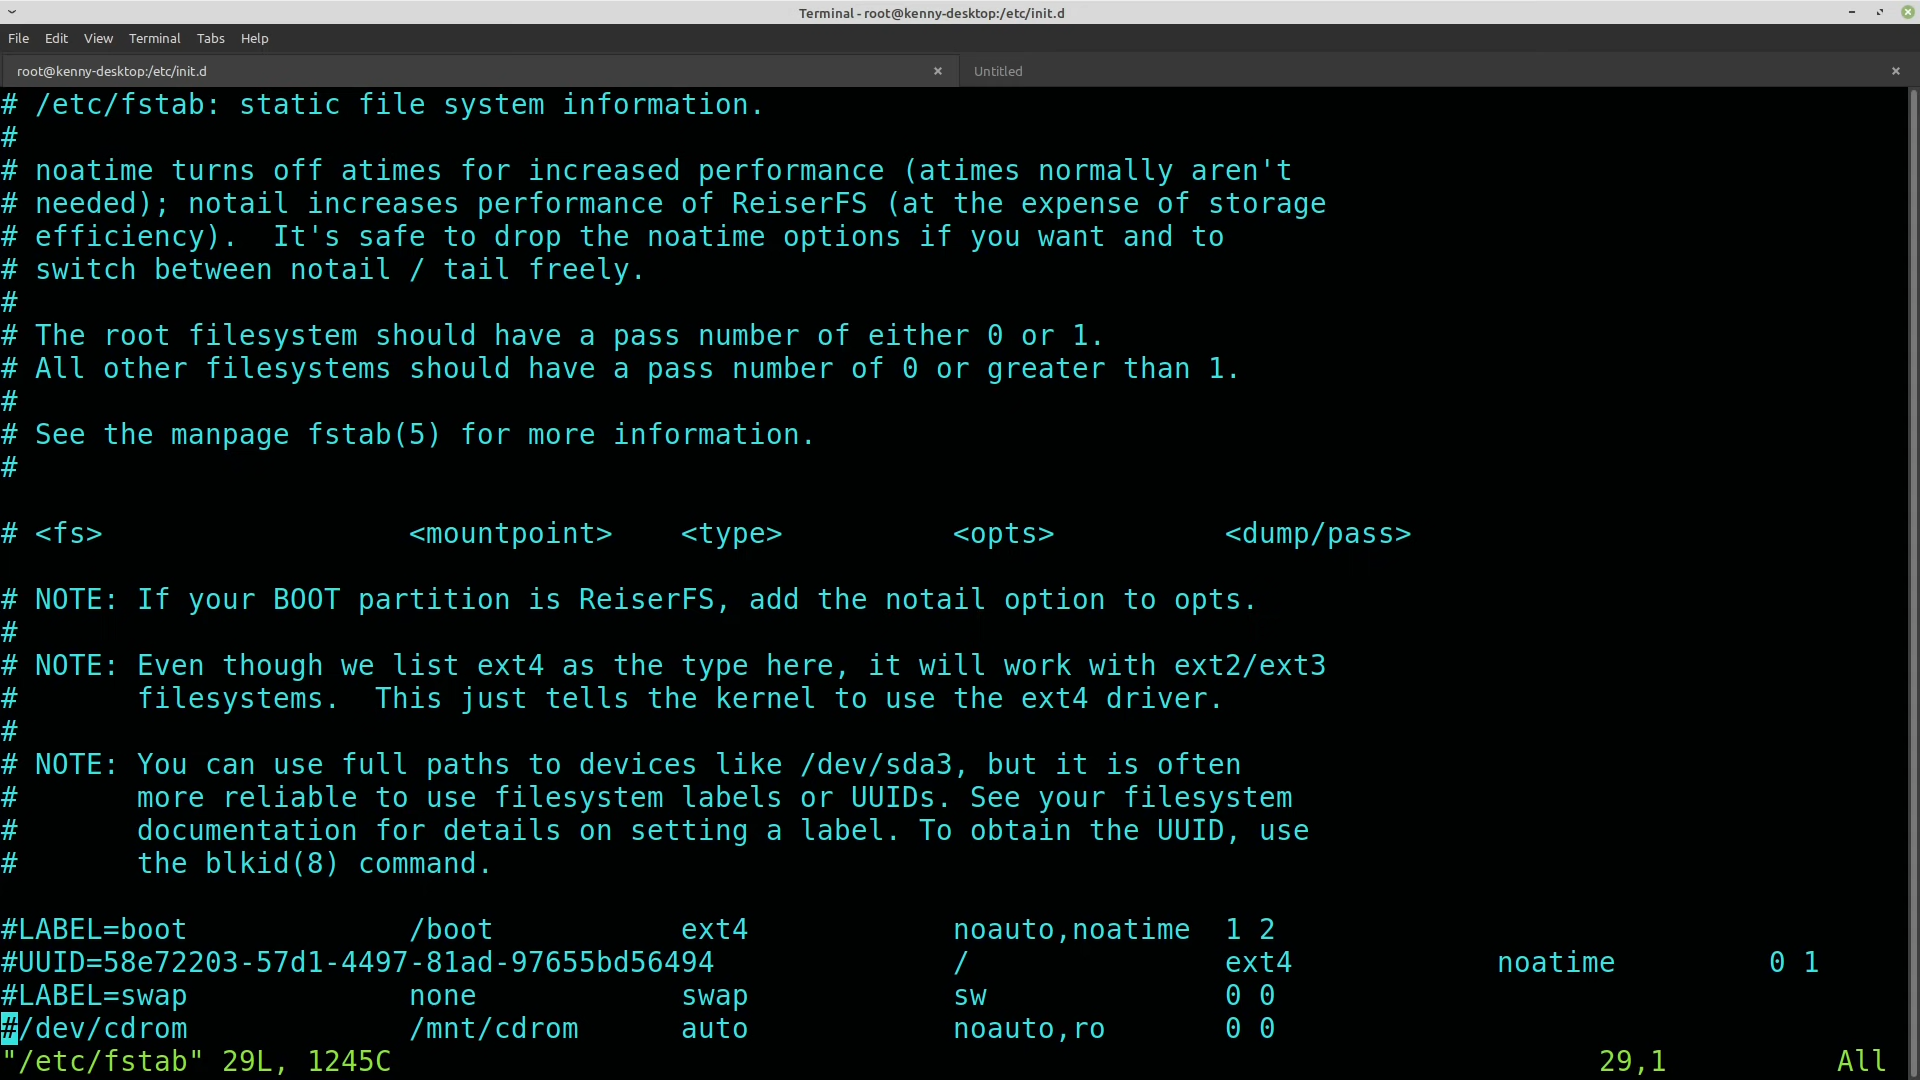 Terminal - root@kenny-desktop:/etc/init.d
File Edit View Terminal Tabs Help
root@kenny-desktop:/etc/init.d × Untitled ×
# /etc/fstab: static file system information.
#
# noatime turns off atimes for increased performance (atimes normally aren't
# needed); notail increases performance of ReiserFS (at the expense of storage
# efficiency).  It's safe to drop the noatime options if you want and to
# switch between notail / tail freely.
#
# The root filesystem should have a pass number of either 0 or 1.
# All other filesystems should have a pass number of 0 or greater than 1.
#
# See the manpage fstab(5) for more information.
#
# <fs>                  <mountpoint>    <type>          <opts>          <dump/pass>
# NOTE: If your BOOT partition is ReiserFS, add the notail option to opts.
#
# NOTE: Even though we list ext4 as the type here, it will work with ext2/ext3
#       filesystems.  This just tells the kernel to use the ext4 driver.
#
# NOTE: You can use full paths to devices like /dev/sda3, but it is often
#       more reliable to use filesystem labels or UUIDs. See your filesystem
#       documentation for details on setting a label. To obtain the UUID, use
#       the blkid(8) command.
#LABEL=boot             /boot           ext4            noauto,noatime  1 2
#UUID=58e72203-57d1-4497-81ad-97655bd56494              /               ext4            noatime         0 1
#LABEL=swap             none            swap            sw              0 0
#/dev/cdrom             /mnt/cdrom      auto            noauto,ro       0 0
"/etc/fstab" 29L, 1245C                                                                       29,1          All